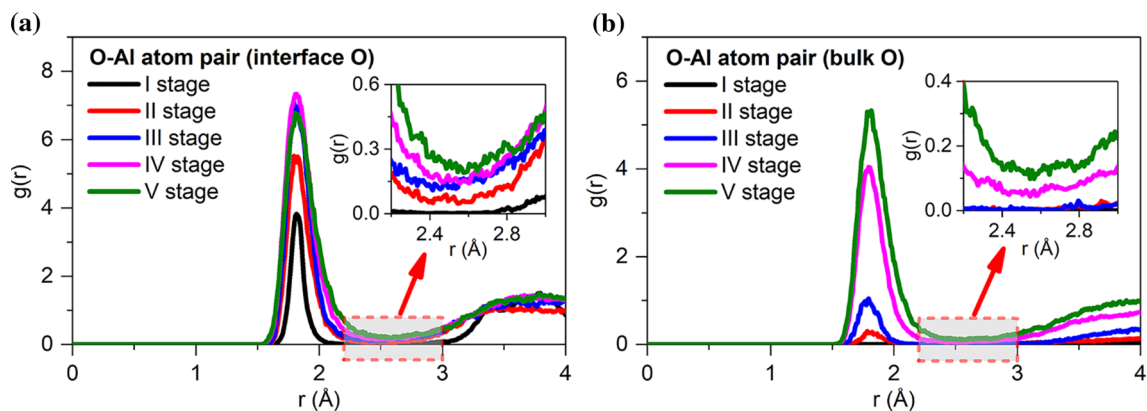 (a)
O-Al atom pair (interface O)
I stage
II stage
III stage
IV stage
V stage
g(r)
0
2
4
6
8
r (Å)
0
1
2
3
4
g(r)
0.0
0.3
0.6
r (Å)
2.4
2.8
(b)
O-Al atom pair (bulk O)
I stage
II stage
III stage
IV stage
V stage
g(r)
0
1
2
3
4
5
6
r (Å)
0
1
2
3
4
g(r)
0.0
0.2
0.4
r (Å)
2.4
2.8